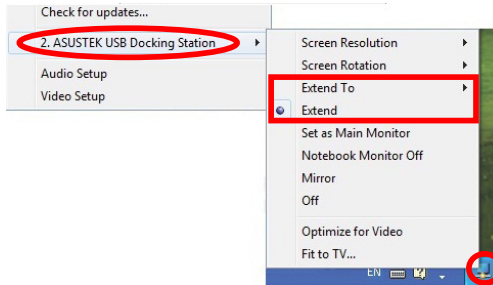 Check for updates...
2. ASUSTEK USB Docking Station
Audio Setup
Video Setup
Screen Resolution
Screen Rotation
Extend To
Extend
Set as Main Monitor
Notebook Monitor Off
Mirror
Off
Optimize for Video
Fit to TV...
EN